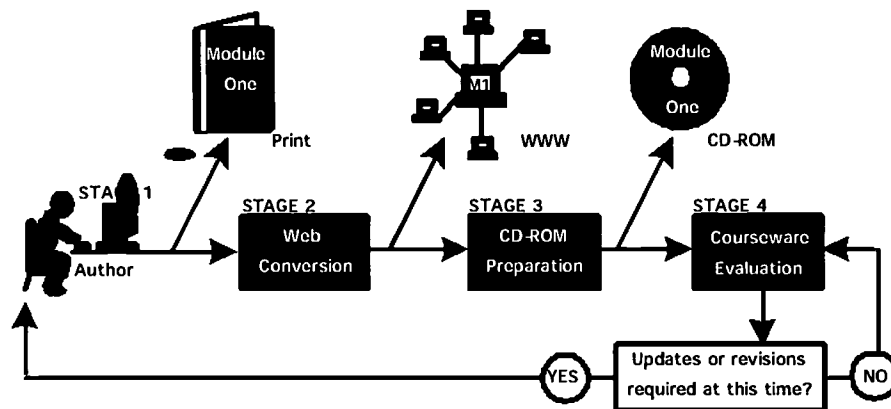 Module
One
Print
M1
WWW
Module
One
CD-ROM
STAGE 1
Author
STAGE 2
Web
Conversion
STAGE 3
CD-ROM
Preparation
STAGE 4
Courseware
Evaluation
Updates or revisions
required at this time?
YES
NO